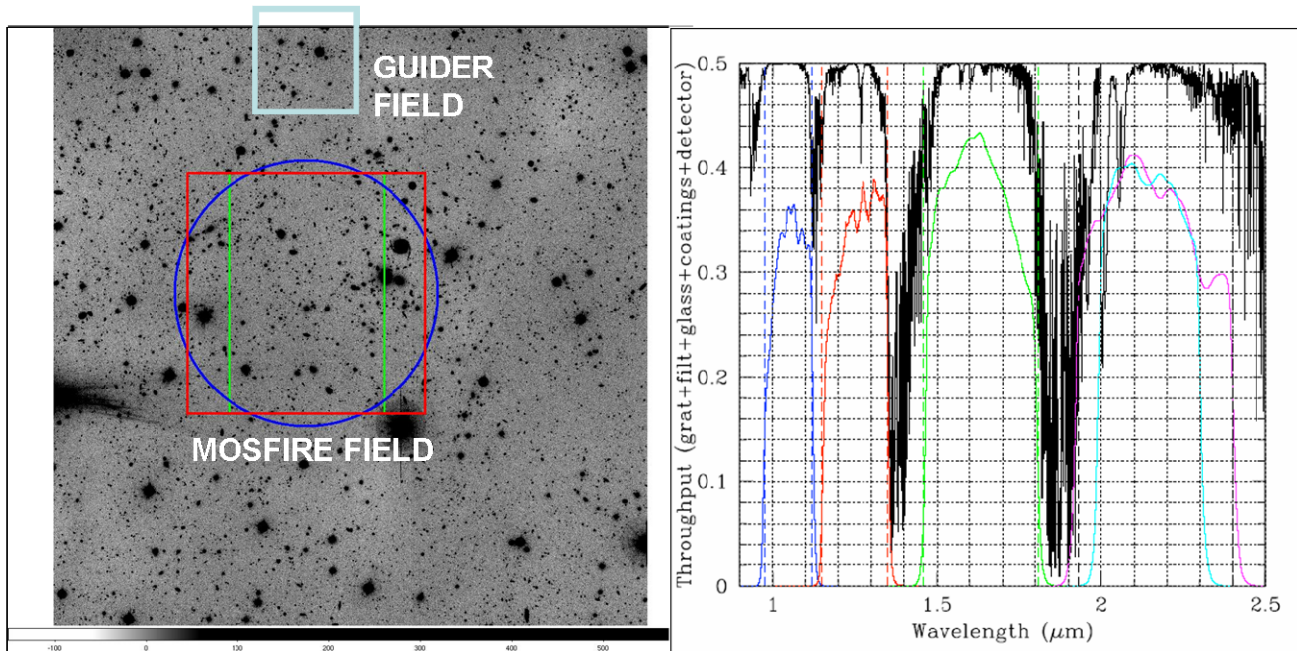 GUIDER
FIELD
MOSFIRE FIELD
-100 0 100 200 300 400 500
Throughput (grat+filt+glass+coatings+detector)
0.5
0.4
0.3
0.2
0.1
0
1 1.5 2 2.5
Wavelength (μm)